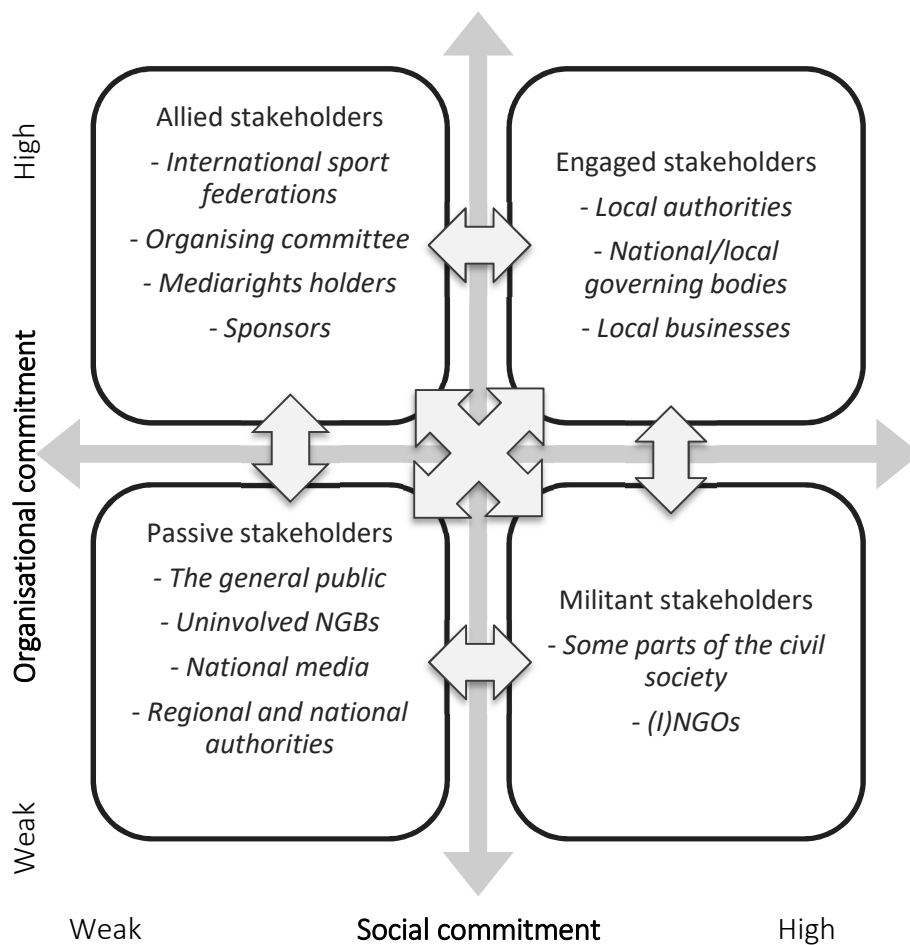 High
Organisational commitment
Weak
Allied stakeholders
- International sport
federations
- Organising committee
- Mediarights holders
- Sponsors
Engaged stakeholders
- Local authorities
- National/local
governing bodies
- Local businesses
Passive stakeholders
- The general public
- Uninvolved NGBs
- National media
- Regional and national
authorities
Militant stakeholders
- Some parts of the civil
society
- (I)NGOs
Weak
Social commitment
High